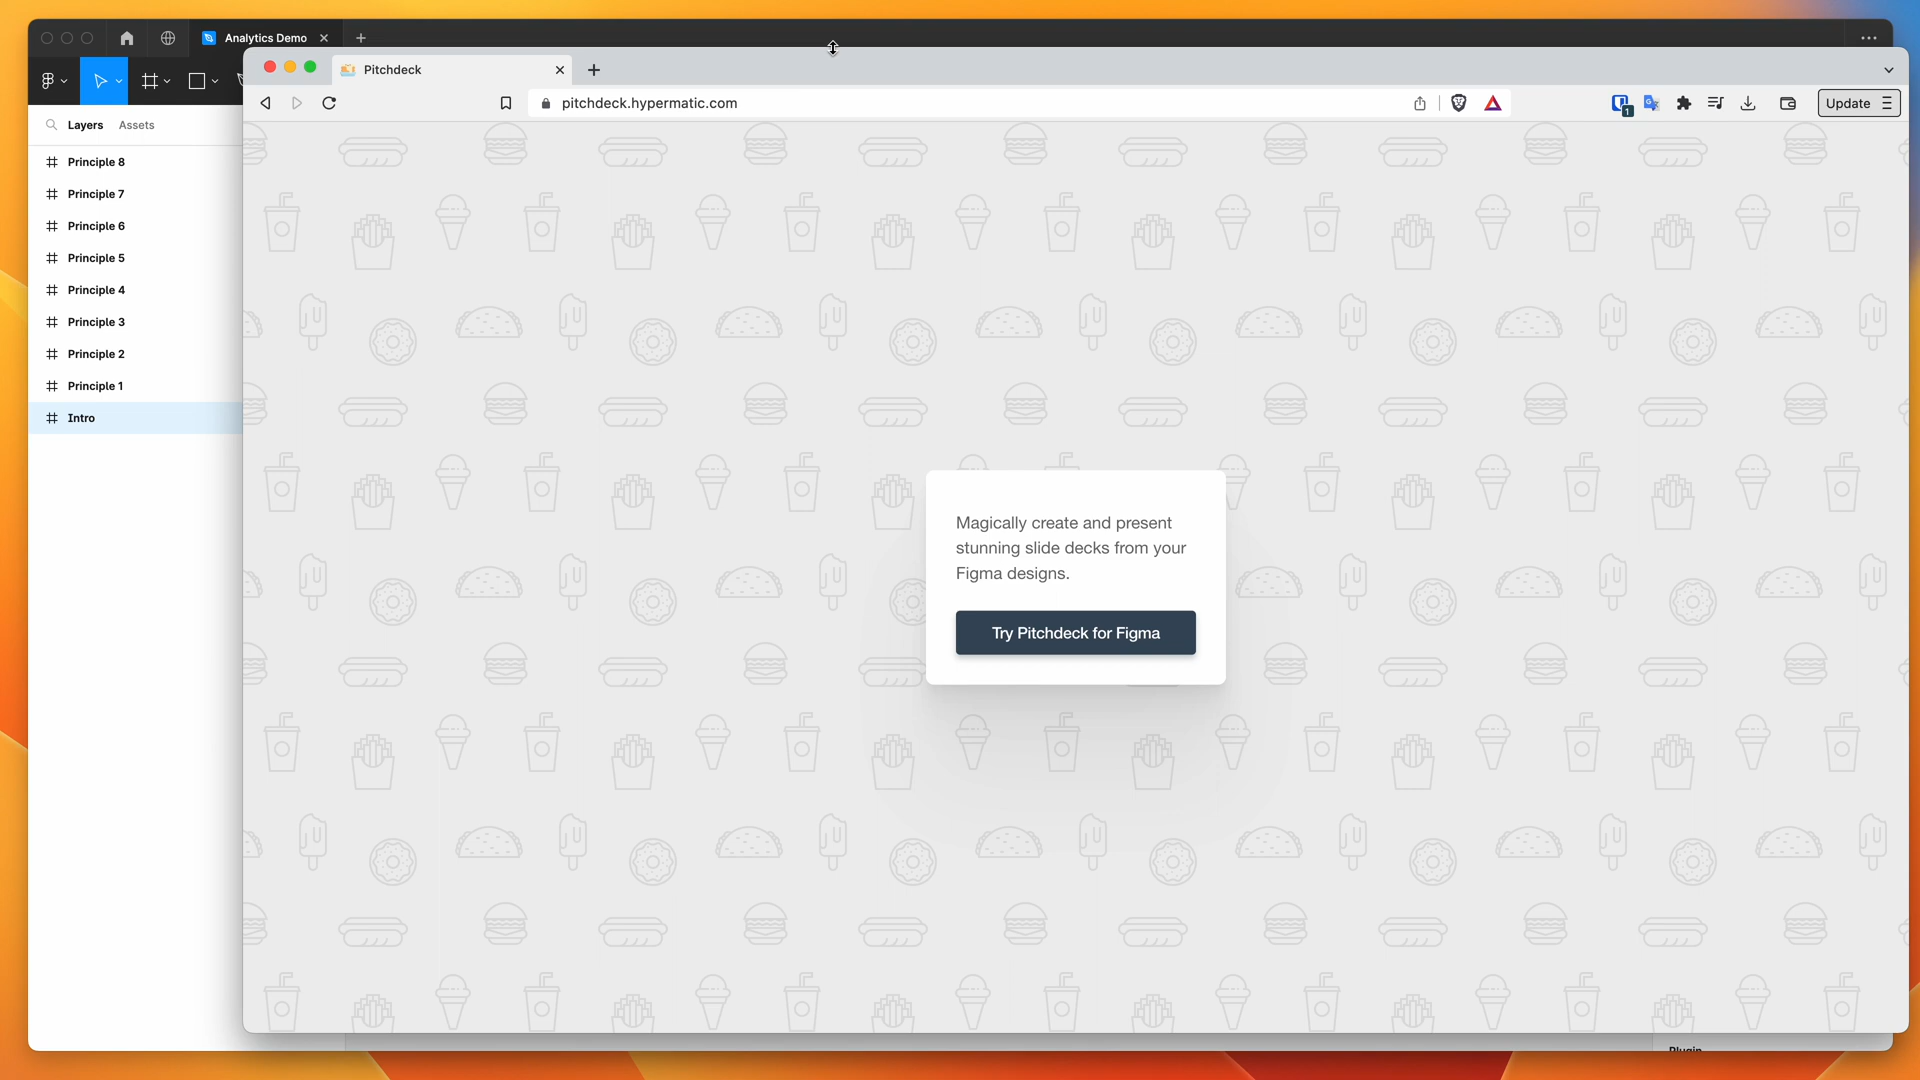 Analytics Demo
Pitchdeck
pitchdeck.hypermatic.com
1
Update
Layers Assets
Principle 8
Principle 7
Principle 6
Principle 5
Principle 4
Principle 3
Principle 2
Principle 1
Intro
Magically create and present
stunning slide decks from your
Figma designs.
Try Pitchdeck for Figma
Plugin